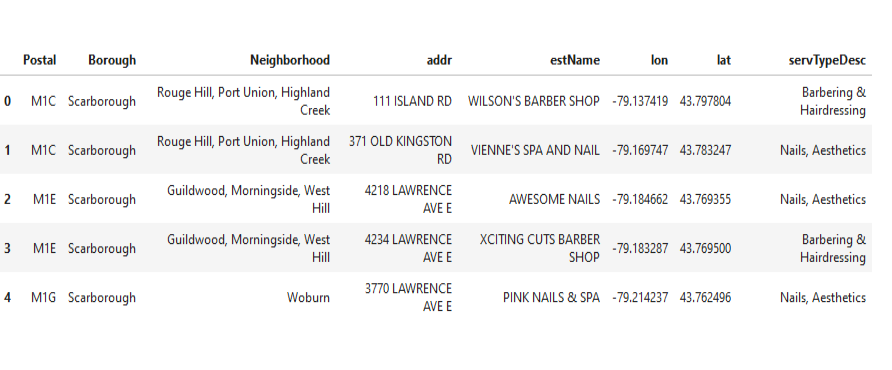 Postal Borough Neighborhood addr estName lon lat servTypeDesc
0 M1C Scarborough Rouge Hill, Port Union, Highland Creek 111 ISLAND RD WILSON'S BARBER SHOP -79.137419 43.797804 Barbering & Hairdressing
1 M1C Scarborough Rouge Hill, Port Union, Highland Creek 371 OLD KINGSTON RD VIENNE'S SPA AND NAIL -79.169747 43.783247 Nails, Aesthetics
2 M1E Scarborough Guildwood, Morningside, West Hill 4218 LAWRENCE AVE E AWESOME NAILS -79.184662 43.769355 Nails, Aesthetics
3 M1E Scarborough Guildwood, Morningside, West Hill 4234 LAWRENCE AVE E XCITING CUTS BARBER SHOP -79.183287 43.769500 Barbering & Hairdressing
4 M1G Scarborough Woburn 3770 LAWRENCE AVE E PINK NAILS & SPA -79.214237 43.762496 Nails, Aesthetics